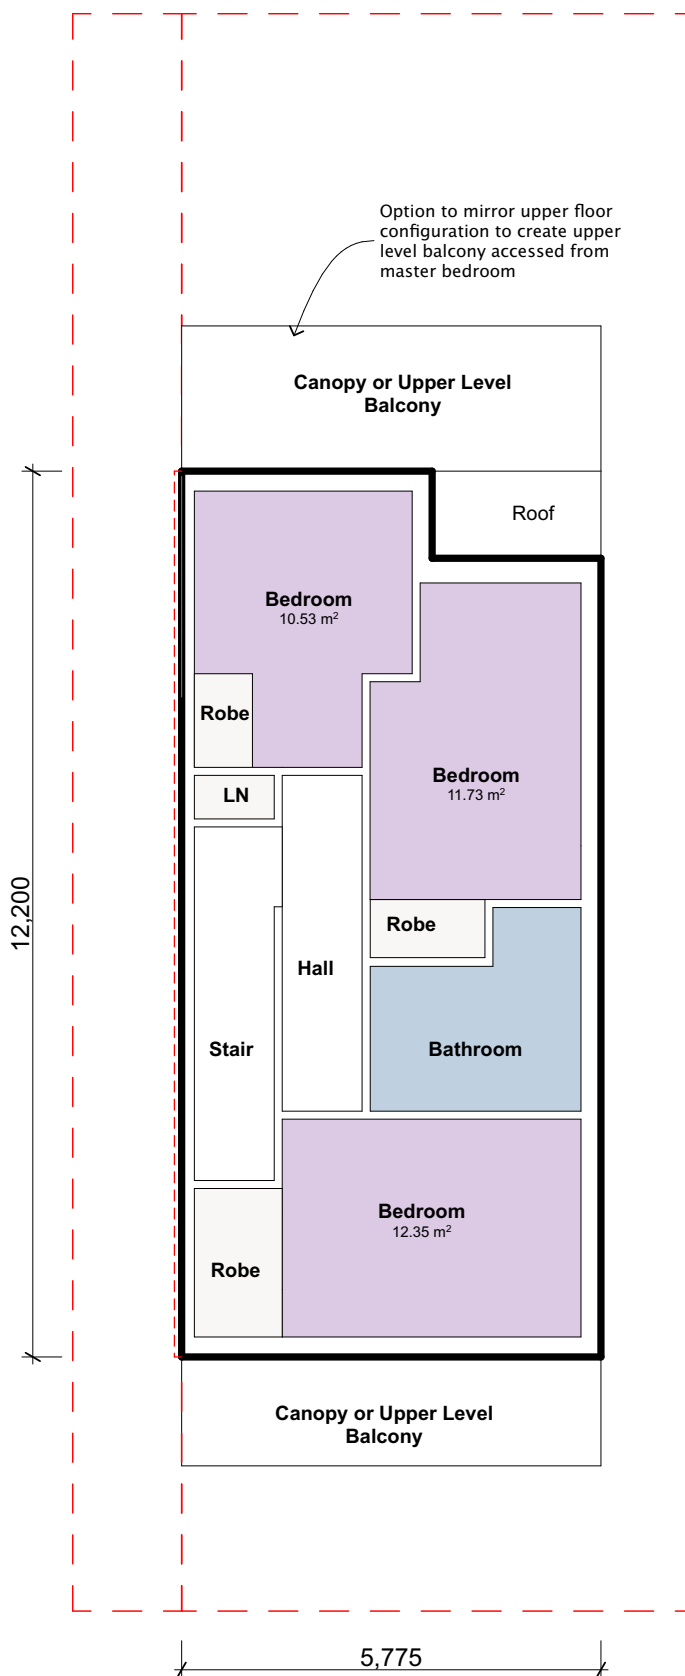 Option to mirror upper floor
configuration to create upper
level balcony accessed from
master bedroom
Canopy or Upper Level
Balcony
Roof
Bedroom
10.53 m²
Robe
Bedroom
11.73 m²
LN
12,200
Robe
Hall
Stair
Bathroom
Bedroom
12.35 m²
Robe
Canopy or Upper Level
Balcony
5,775